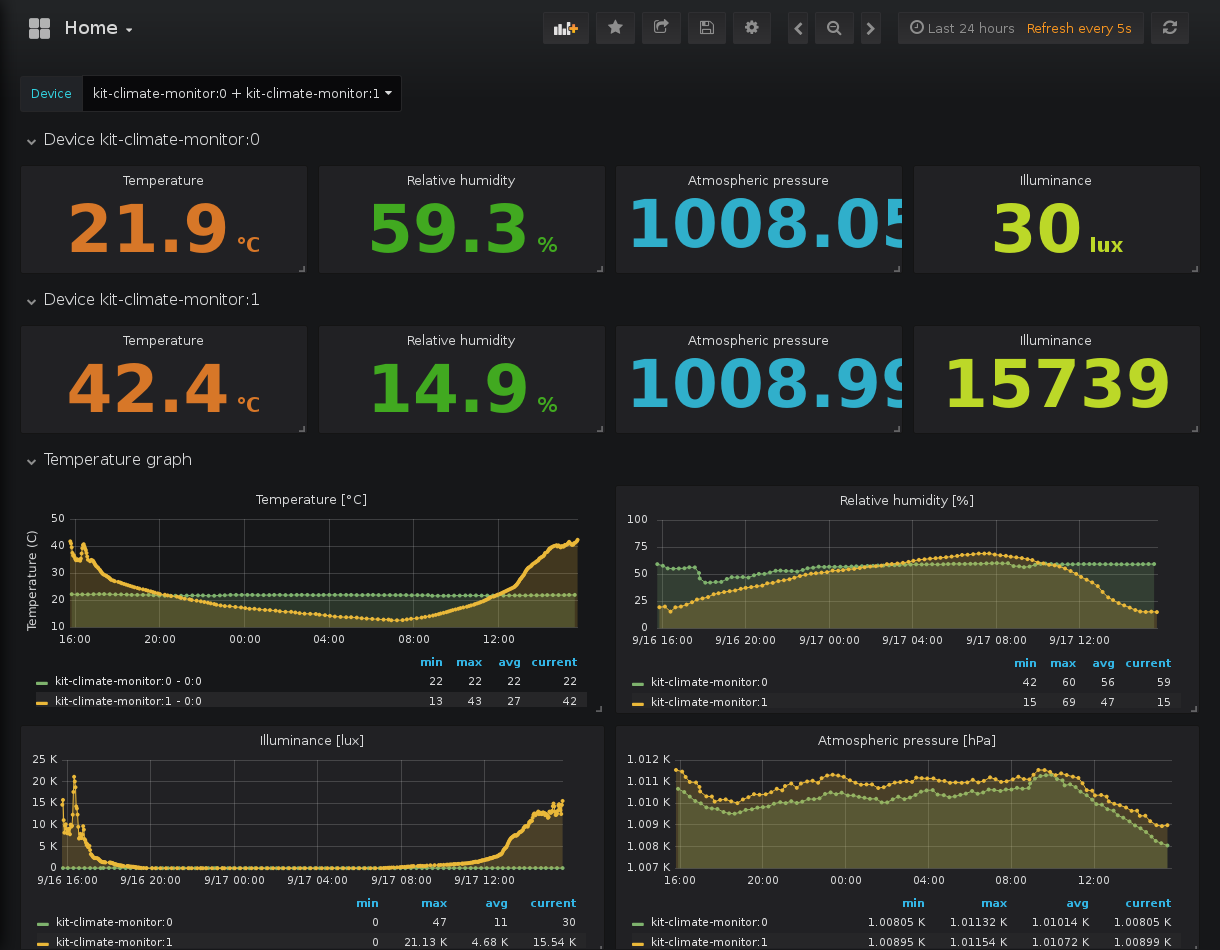 Home
Last 24 hours Refresh every 5s
Device kit-climate-monitor:0 + kit-climate-monitor:1
Device kit-climate-monitor:0
Temperature Relative humidity Atmospheric pressure Illuminance
21.9 °C 59.3 % 1008.05 30 lux
Device kit-climate-monitor:1
Temperature Relative humidity Atmospheric pressure Illuminance
42.4 °C 14.9 % 1008.99 15739
Temperature graph
Temperature [°C]
Temperature (C)
50
40
30
20
10
16:00 20:00 00:00 04:00 08:00 12:00
min max avg current
kit-climate-monitor:0 - 0:0 22 22 22 22
kit-climate-monitor:1 - 0:0 13 43 27 42
Relative humidity [%]
100
75
50
25
0
9/16 16:00 9/16 20:00 9/17 00:00 9/17 04:00 9/17 08:00 9/17 12:00
min max avg current
kit-climate-monitor:0 42 60 56 59
kit-climate-monitor:1 15 69 47 15
Illuminance [lux]
25 K
20 K
15 K
10 K
5 K
0
9/16 16:00 9/16 20:00 9/17 00:00 9/17 04:00 9/17 08:00 9/17 12:00
min max avg current
kit-climate-monitor:0 0 47 11 30
kit-climate-monitor:1 0 21.13 K 4.68 K 15.54 K
Atmospheric pressure [hPa]
1.012 K
1.011 K
1.010 K
1.009 K
1.008 K
1.007 K
16:00 20:00 00:00 04:00 08:00 12:00
min max avg current
kit-climate-monitor:0 1.00805 K 1.01132 K 1.01014 K 1.00805 K
kit-climate-monitor:1 1.00895 K 1.01154 K 1.01072 K 1.00899 K